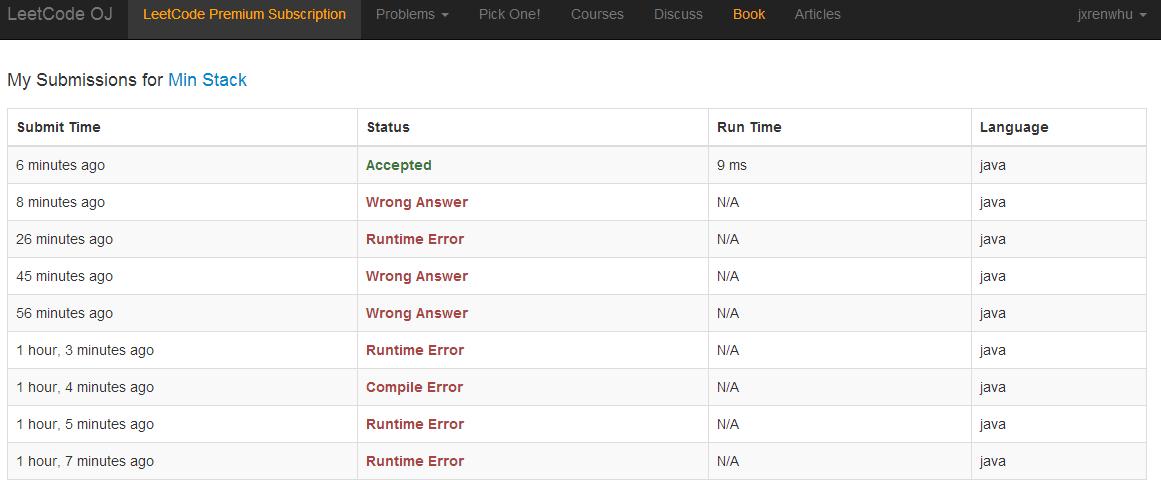 LeetCode OJ LeetCode Premium Subscription Problems Pick One! Courses Discuss Book Articles jxrenwhu
My Submissions for Min Stack
Submit Time Status Run Time Language
6 minutes ago Accepted 9 ms java
8 minutes ago Wrong Answer N/A java
26 minutes ago Runtime Error N/A java
45 minutes ago Wrong Answer N/A java
56 minutes ago Wrong Answer N/A java
1 hour, 3 minutes ago Runtime Error N/A java
1 hour, 4 minutes ago Compile Error N/A java
1 hour, 5 minutes ago Runtime Error N/A java
1 hour, 7 minutes ago Runtime Error N/A java